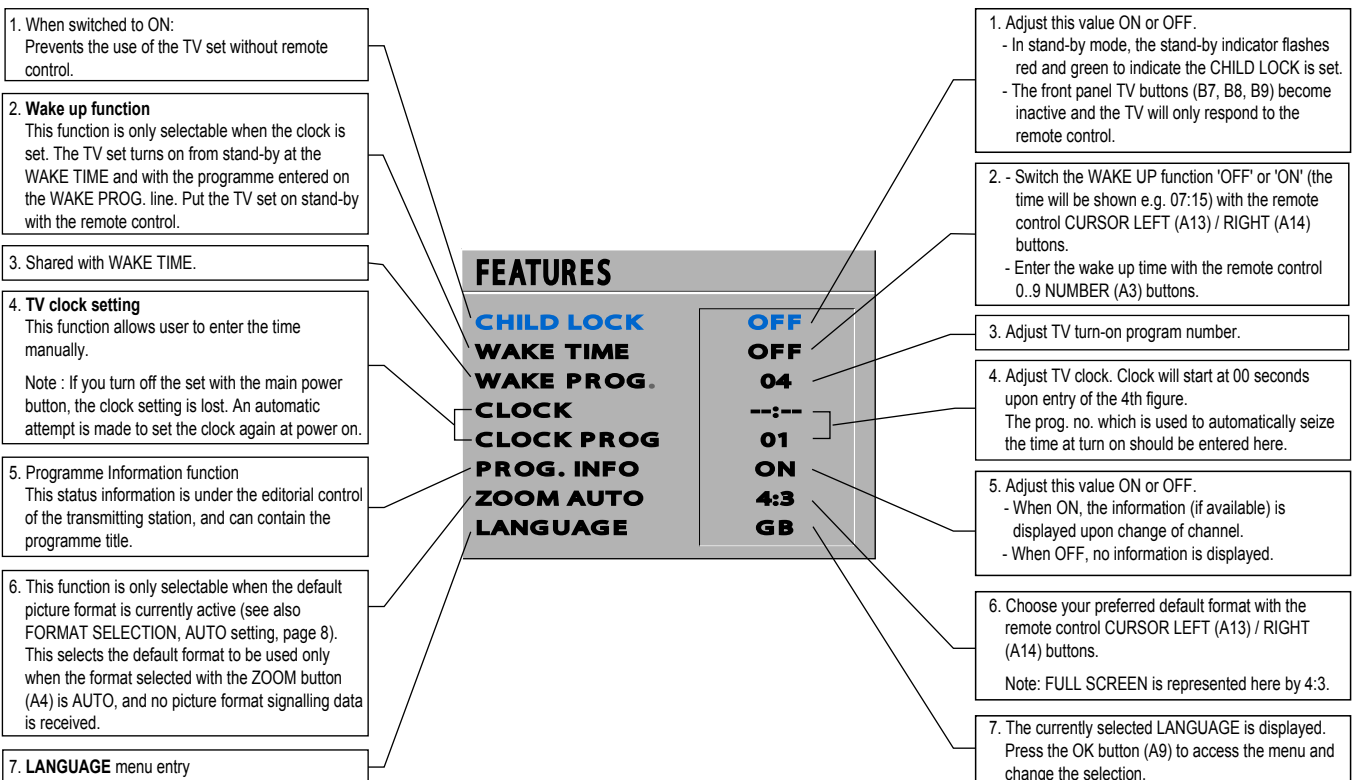 1. When switched to ON:
Prevents the use of the TV set without remote
control.
2. Wake up function
This function is only selectable when the clock is
set. The TV set turns on from stand-by at the
WAKE TIME and with the programme entered on
the WAKE PROG. line. Put the TV set on stand-by
with the remote control.
3. Shared with WAKE TIME.
4. TV clock setting
This function allows user to enter the time
manually.
Note : If you turn off the set with the main power
button, the clock setting is lost. An automatic
attempt is made to set the clock again at power on.
5. Programme Information function
This status information is under the editorial control
of the transmitting station, and can contain the
programme title.
6. This function is only selectable when the default
picture format is currently active (see also
FORMAT SELECTION, AUTO setting, page 8).
This selects the default format to be used only
when the format selected with the ZOOM button
(A4) is AUTO, and no picture format signalling data
is received.
7. LANGUAGE menu entry
FEATURES
CHILD LOCK OFF
WAKE TIME OFF
WAKE PROG. 04
CLOCK --:--
CLOCK PROG 01
PROG. INFO ON
ZOOM AUTO 4:3
LANGUAGE GB
1. Adjust this value ON or OFF.
- In stand-by mode, the stand-by indicator flashes
red and green to indicate the CHILD LOCK is set.
- The front panel TV buttons (B7, B8, B9) become
inactive and the TV will only respond to the
remote control.
2. - Switch the WAKE UP function 'OFF' or 'ON' (the
time will be shown e.g. 07:15) with the remote
control CURSOR LEFT (A13) / RIGHT (A14)
buttons.
- Enter the wake up time with the remote control
0..9 NUMBER (A3) buttons.
3. Adjust TV turn-on program number.
4. Adjust TV clock. Clock will start at 00 seconds
upon entry of the 4th figure.
The prog. no. which is used to automatically seize
the time at turn on should be entered here.
5. Adjust this value ON or OFF.
- When ON, the information (if available) is
displayed upon change of channel.
- When OFF, no information is displayed.
6. Choose your preferred default format with the
remote control CURSOR LEFT (A13) / RIGHT
(A14) buttons.
Note: FULL SCREEN is represented here by 4:3.
7. The currently selected LANGUAGE is displayed.
Press the OK button (A9) to access the menu and
change the selection.